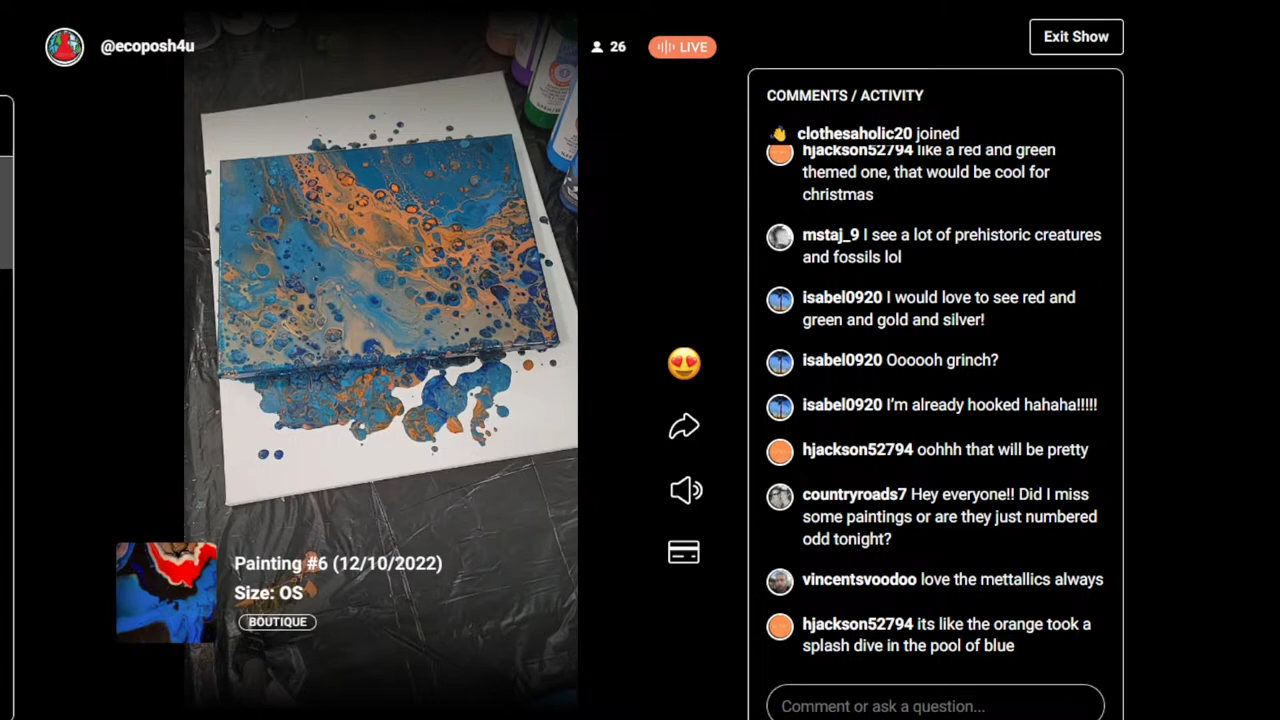 @ecoposh4u
26
LIVE
Exit Show
COMMENTS / ACTIVITY
clothesaholic20 joined
hjackson52794 like a red and green
themed one, that would be cool for
christmas
mstaj_9 I see a lot of prehistoric creatures
and fossils lol
isabel0920 I would love to see red and
green and gold and silver!
isabel0920 Oooooh grinch?
isabel0920 I'm already hooked hahaha!!!!!
hjackson52794 oohhh that will be pretty
countryroads7 Hey everyone!! Did I miss
some paintings or are they just numbered
odd tonight?
vincentsvoodoo love the mettallics always
hjackson52794 its like the orange took a
splash dive in the pool of blue
Comment or ask a question...
Painting #6 (12/10/2022)
Size: OS
BOUTIQUE